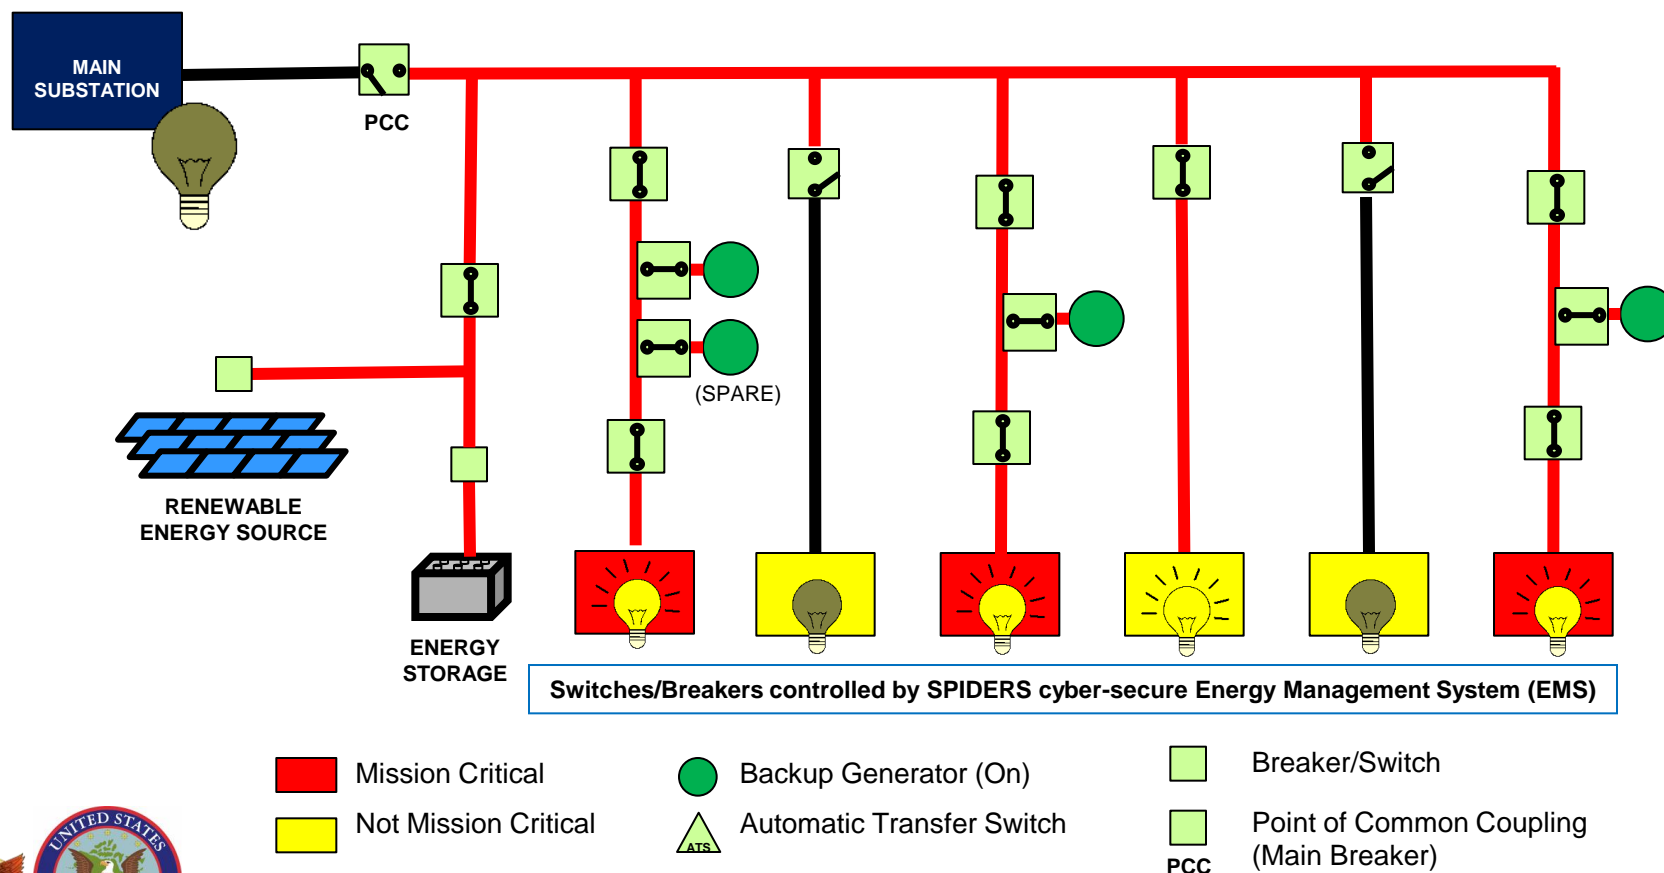 MAIN
SUBSTATION
PCC
(SPARE)
RENEWABLE
ENERGY SOURCE
ENERGY
STORAGE
Switches/Breakers controlled by SPIDERS cyber-secure Energy Management System (EMS)
Mission Critical
Backup Generator (On)
Breaker/Switch
Not Mission Critical
ATS
Automatic Transfer Switch
PCC
Point of Common Coupling
(Main Breaker)
UNITED STATES